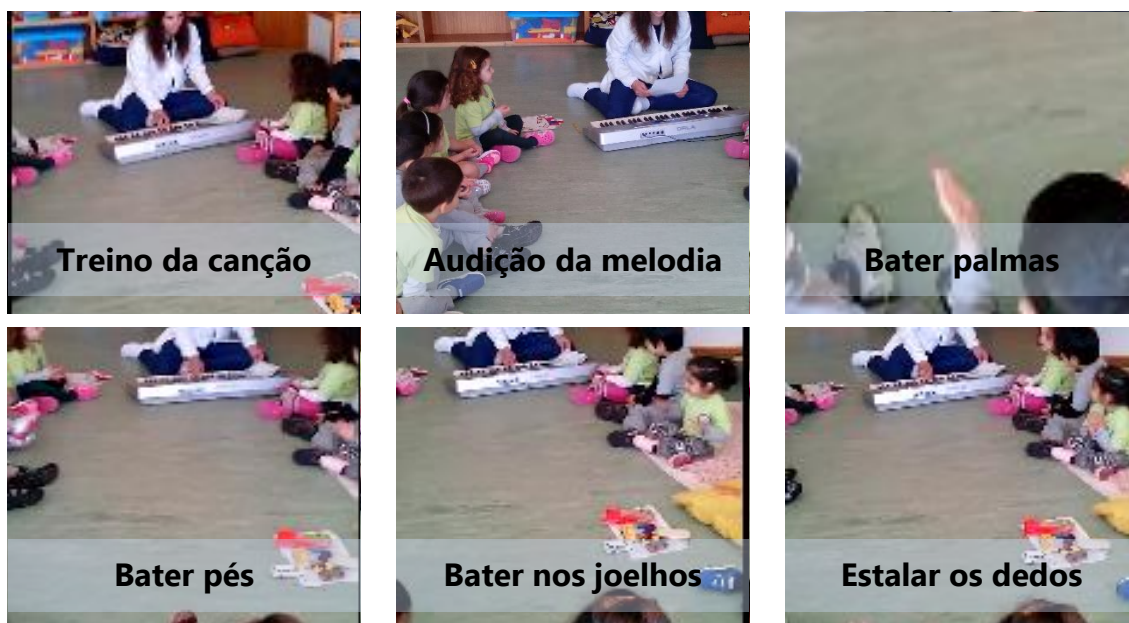 Treino da canção
Audição da melodia
Bater palmas
Bater pés
Bater nos joelhos
Estalar os dedos